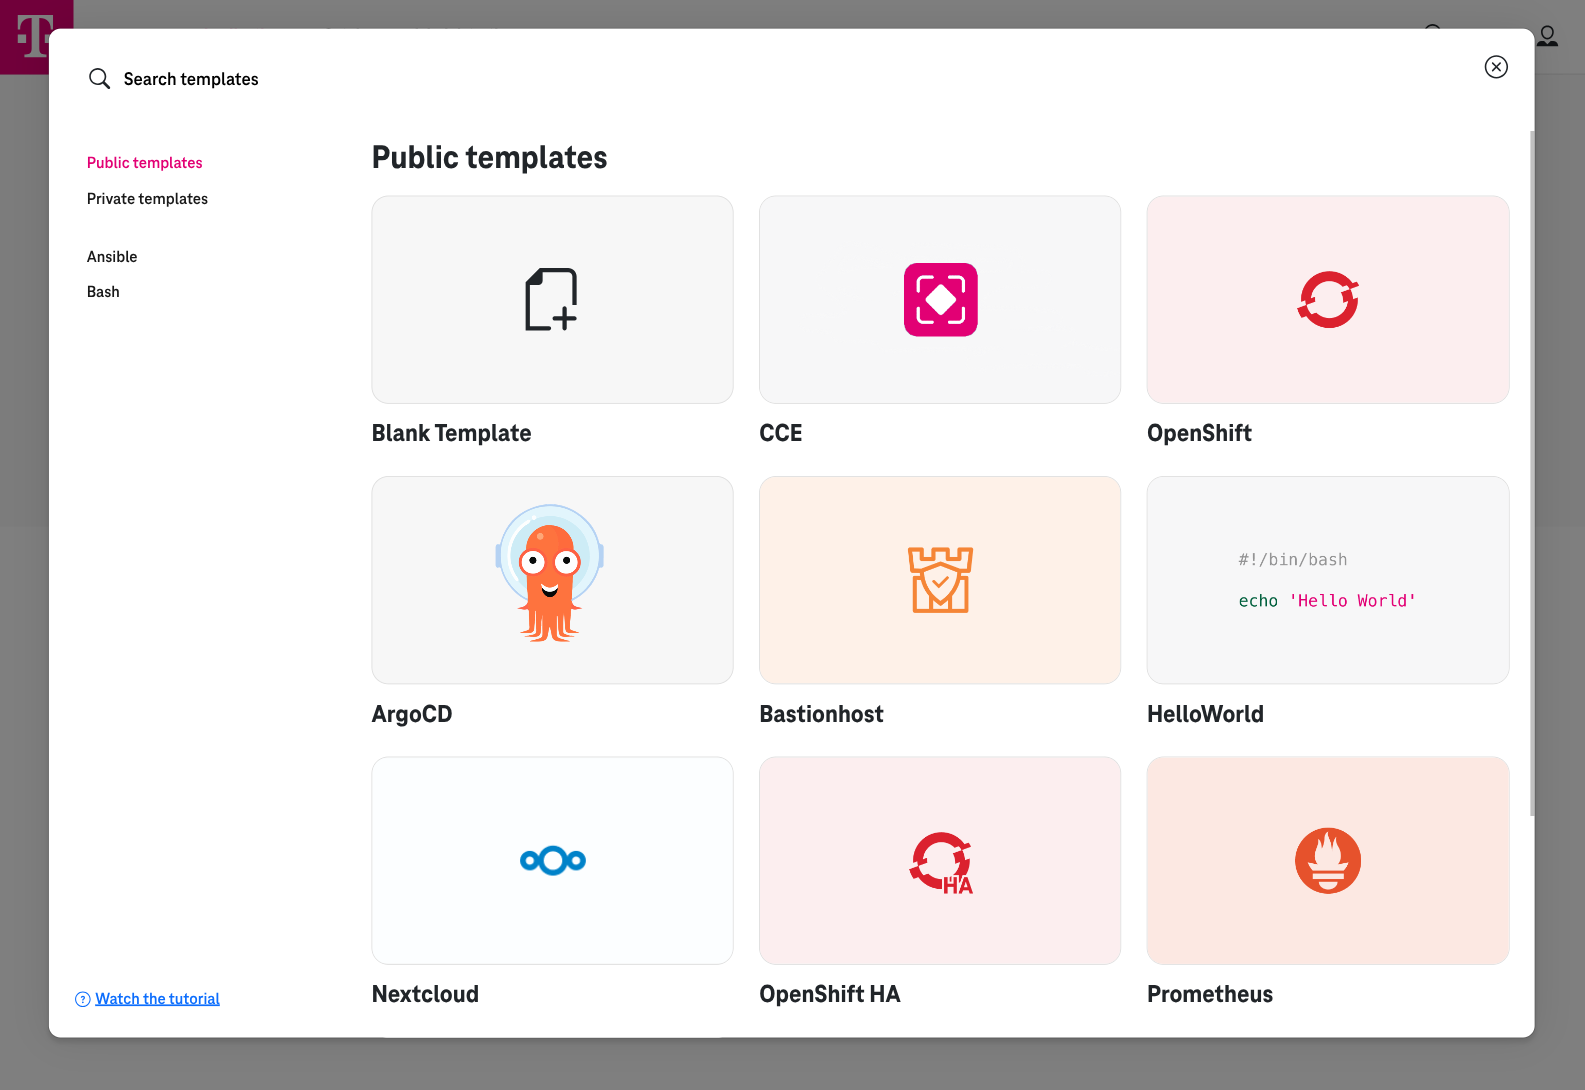 T
Search templates
Public templates
Private templates
Ansible
Bash
Public templates
Blank Template
CCE
OpenShift
#!/bin/bash
echo 'Hello World'
ArgoCD
Bastionhost
HelloWorld
HA
Nextcloud
OpenShift HA
Prometheus
? Watch the tutorial